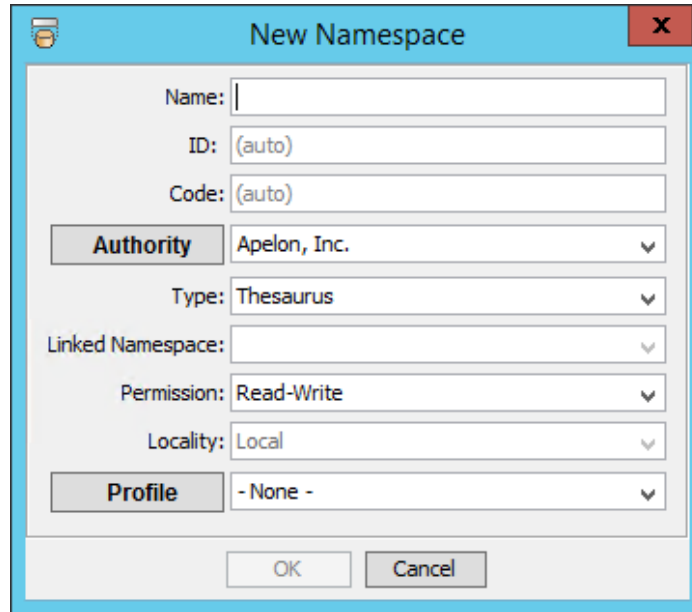 New Namespace
x
Name:
ID: (auto)
Code: (auto)
Authority Apelon, Inc.
Type: Thesaurus
Linked Namespace:
Permission: Read-Write
Locality: Local
Profile - None -
OK Cancel